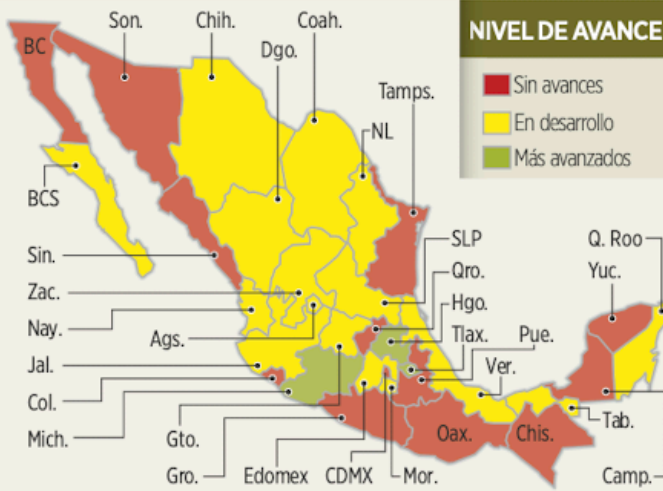 NIVEL DE AVANCE
Sin avances
En desarrollo
Más avanzados
BC
Son.
Chih.
Coah.
Dgo.
Tamps.
NL
BCS
Sin.
Zac.
Nay.
Ags.
Jal.
Col.
Mich.
Gto.
Gro.
Edomex
CDMX
Mor.
SLP
Qro.
Hgo.
Tlax.
Pue.
Ver.
Oax.
Chis.
Q. Roo
Yuc.
Tab.
Camp.